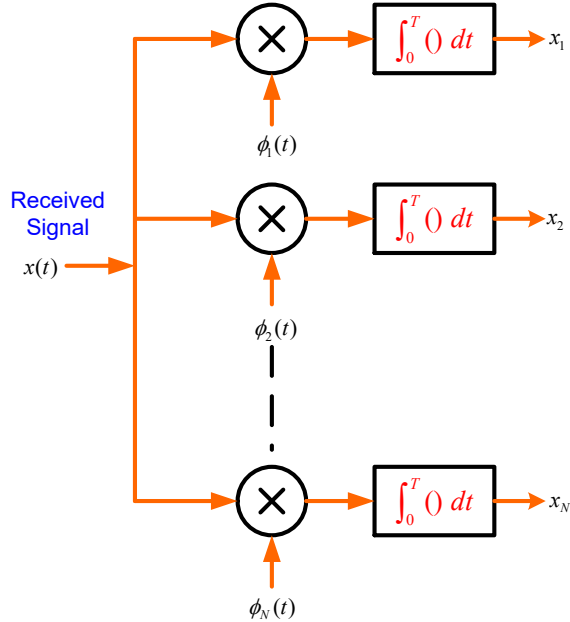 ∫₀ᵀ () dt
x₁
ϕ₁(t)
Received
Signal
x(t)
∫₀ᵀ () dt
x₂
ϕ₂(t)
∫₀ᵀ () dt
x_N
ϕ_N(t)